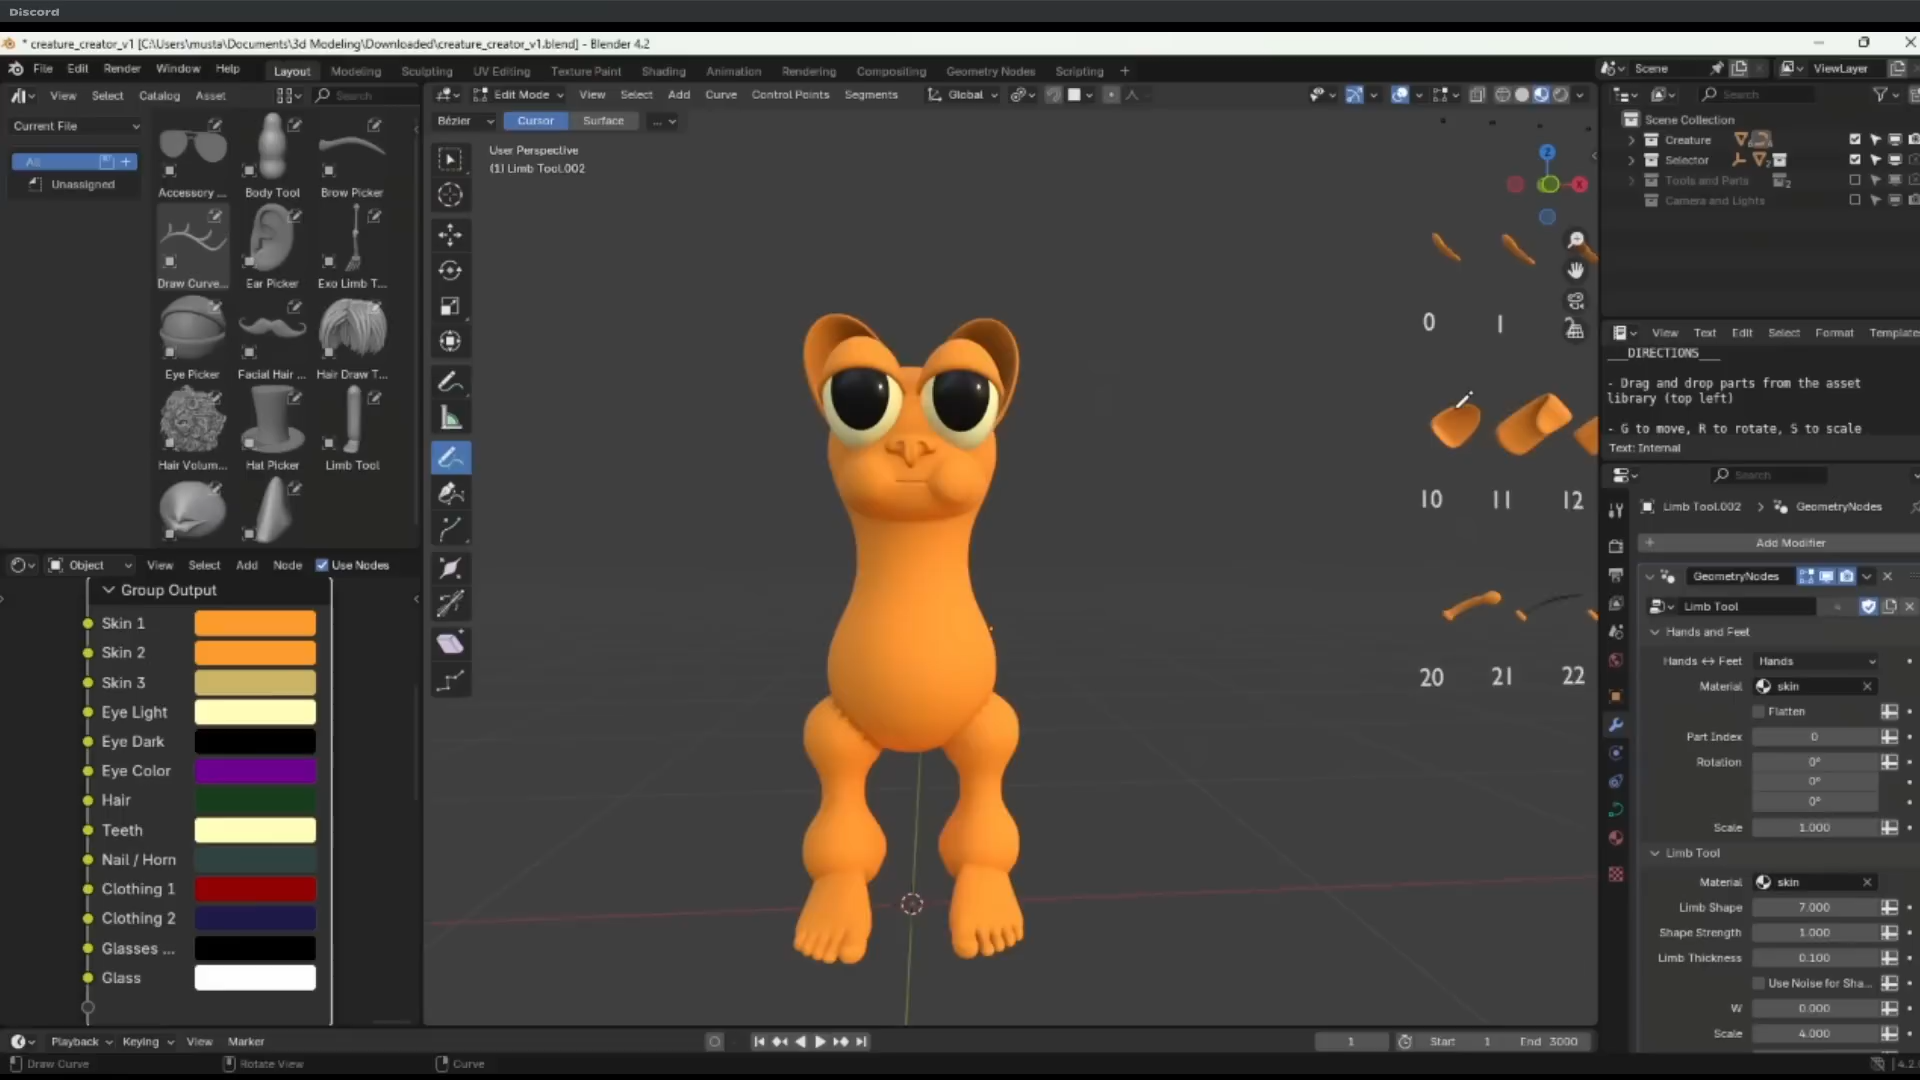 Discord
* creature_creator_v1 [C:\Users\musta\Documents\3d Modeling\Downloaded\creature_creator_v1.blend] - Blender 4.2
File Edit Render Window Help
Layout Modeling Sculpting UV Editing Texture Paint Shading Animation Rendering Compositing Geometry Nodes Scripting +
Scene
ViewLayer
View Select Catalog Asset
Search
Current File
All
Unassigned
Accessory ...
Body Tool
Brow Picker
Draw Curve...
Ear Picker
Exo Limb T...
Eye Picker
Facial Hair ...
Hair Draw T...
Hair Volum...
Hat Picker
Limb Tool
Edit Mode View Select Add Curve Control Points Segments
Global
Bézier
Cursor
Surface
...
User Perspective
(1) Limb Tool.002
Z
X
0 1
10 11 12
20 21 22
Object View Select Add Node Use Nodes
Group Output
Skin 1
Skin 2
Skin 3
Eye Light
Eye Dark
Eye Color
Hair
Teeth
Nail / Horn
Clothing 1
Clothing 2
Glasses ...
Glass
Search
Scene Collection
Creature
Selector
Tools and Parts
Camera and Lights
View Text Edit Select Format Templates
___DIRECTIONS___
- Drag and drop parts from the asset
library (top left)
- G to move, R to rotate, S to scale
Text: Internal
Search
Limb Tool.002 > GeometryNodes
Add Modifier
GeometryNodes
Limb Tool
Hands and Feet
Hands ↔ Feet Hands
Material skin
Flatten
Part Index 0
Rotation 0°
0°
0°
Scale 1.000
Limb Tool
Material skin
Limb Shape 7.000
Shape Strength 1.000
Limb Thickness 0.100
Use Noise for Sha...
W 0.000
Scale 4.000
Playback Keying View Marker
1 Start 1 End 3000
Draw Curve Rotate View Curve